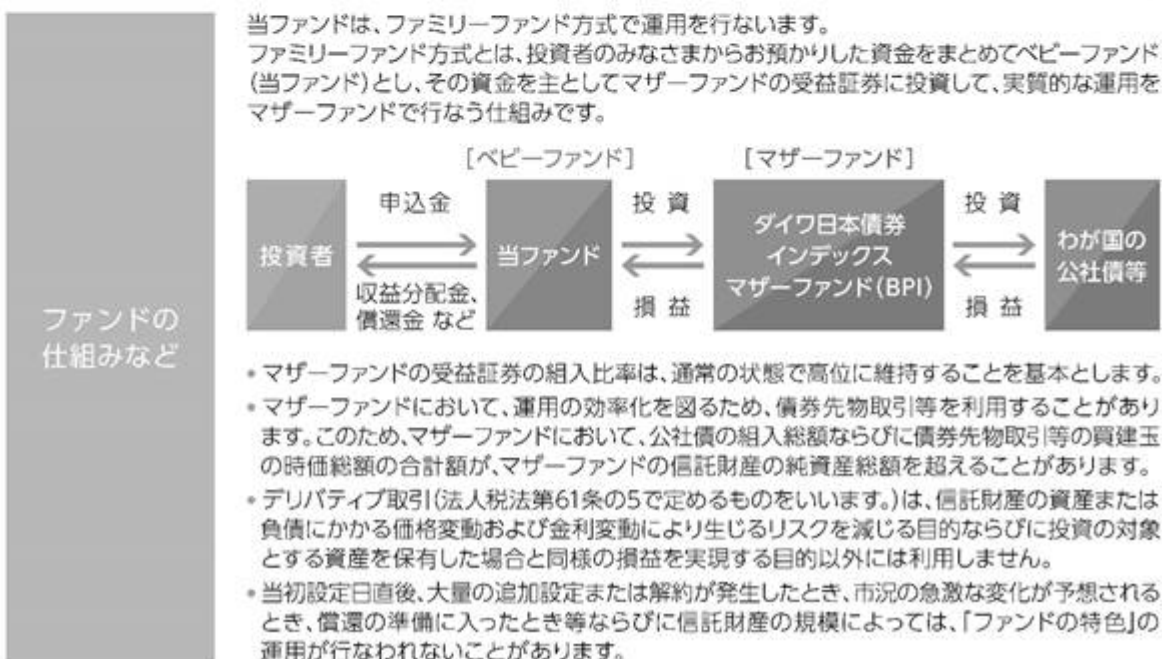 当ファンドは、ファミリーファンド方式で運用を行ないます。
ファミリーファンド方式とは、投資者のみなさまからお預かりした資金をまとめてベビーファンド
(当ファンド)とし、その資金を主としてマザーファンドの受益証券に投資して、実質的な運用を
マザーファンドで行なう仕組みです。
[ベビーファンド]
[マザーファンド]
投資者
申込金
収益分配金、
償還金 など
当ファンド
投 資
損 益
ダイワ日本債券
インデックス
マザーファンド(BPI)
投 資
損 益
わが国の
公社債等
ファンドの
仕組みなど
• マザーファンドの受益証券の組入比率は、通常の状態で高位に維持することを基本とします。
• マザーファンドにおいて、運用の効率化を図るため、債券先物取引等を利用することがあり
ます。このため、マザーファンドにおいて、公社債の組入総額ならびに債券先物取引等の買建玉
の時価総額の合計額が、マザーファンドの信託財産の純資産総額を超えることがあります。
• デリバティブ取引(法人税法第61条の5で定めるものをいいます。)は、信託財産の資産または
負債にかかる価格変動および金利変動により生じるリスクを減じる目的ならびに投資の対象
とする資産を保有した場合と同様の損益を実現する目的以外には利用しません。
• 当初設定日直後、大量の追加設定または解約が発生したとき、市況の急激な変化が予想される
とき、償還の準備に入ったとき等ならびに信託財産の規模によっては、「ファンドの特色」の
運用が行なわれないことがあります。